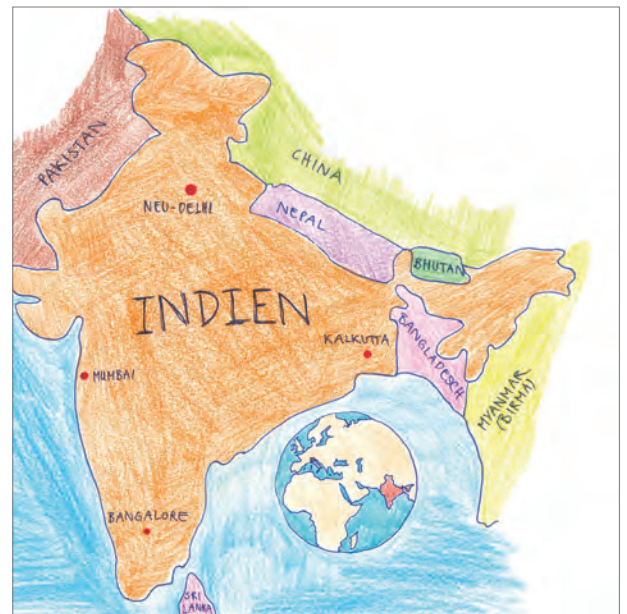 PAKISTAN
CHINA
NEU-DELHI
NEPAL
BHUTAN
INDIEN
KALKUTTA
BANGLADESCH
MUMBAI
MYANMAR
(BIRMA)
BANGALORE
SRI
LANKA